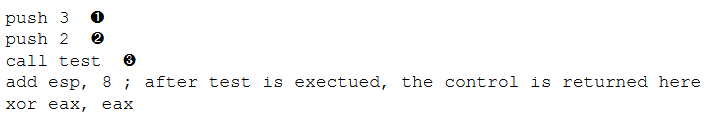 push 3 ❶
push 2 ❷
call test ❸
add esp, 8 ; after test is exectued, the control is returned here
xor eax, eax